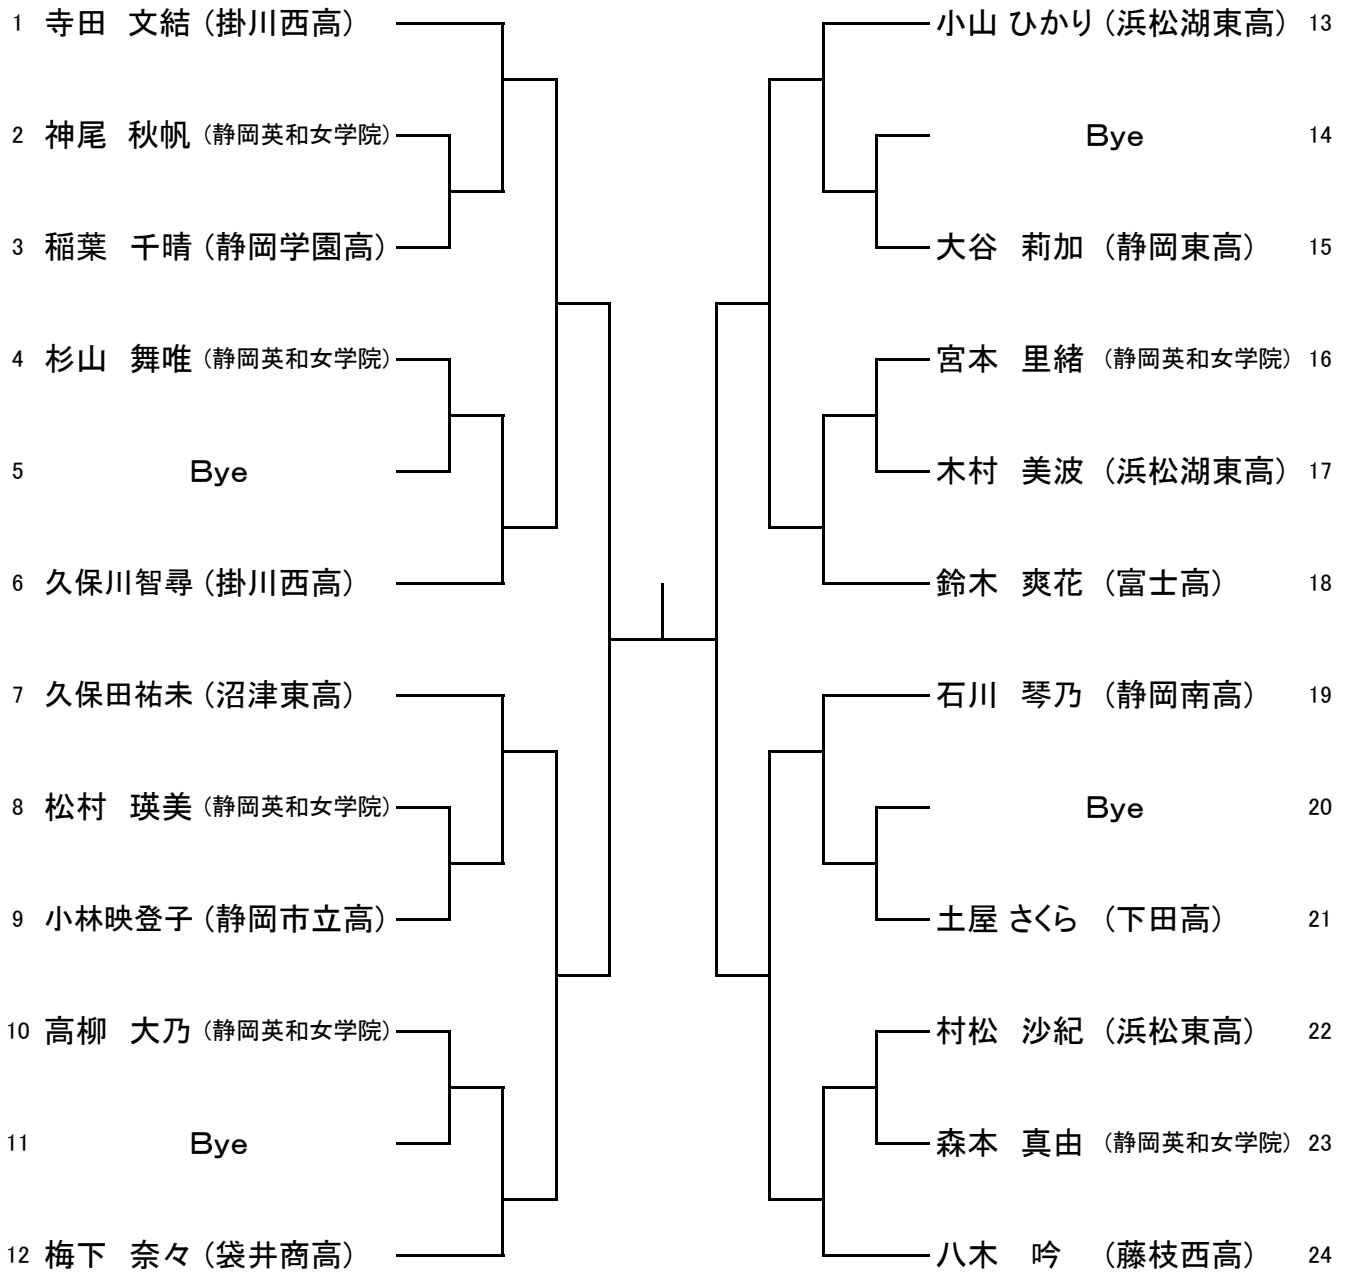 1 寺田 文結 (掛川西高)
2 神尾 秋帆 (静岡英和女学院)
3 稲葉 千晴 (静岡学園高)
4 杉山 舞唯 (静岡英和女学院)
5 Bye
6 久保川智尋 (掛川西高)
7 久保田祐未 (沼津東高)
8 松村 瑛美 (静岡英和女学院)
9 小林映登子 (静岡市立高)
10 高柳 大乃 (静岡英和女学院)
11 Bye
12 梅下 奈々 (袋井商高)
小山 ひかり (浜松湖東高) 13
Bye 14
大谷 莉加 (静岡東高) 15
宮本 里緒 (静岡英和女学院) 16
木村 美波 (浜松湖東高) 17
鈴木 爽花 (富士高) 18
石川 琴乃 (静岡南高) 19
Bye 20
土屋 さくら (下田高) 21
村松 沙紀 (浜松東高) 22
森本 真由 (静岡英和女学院) 23
八木 吟 (藤枝西高) 24